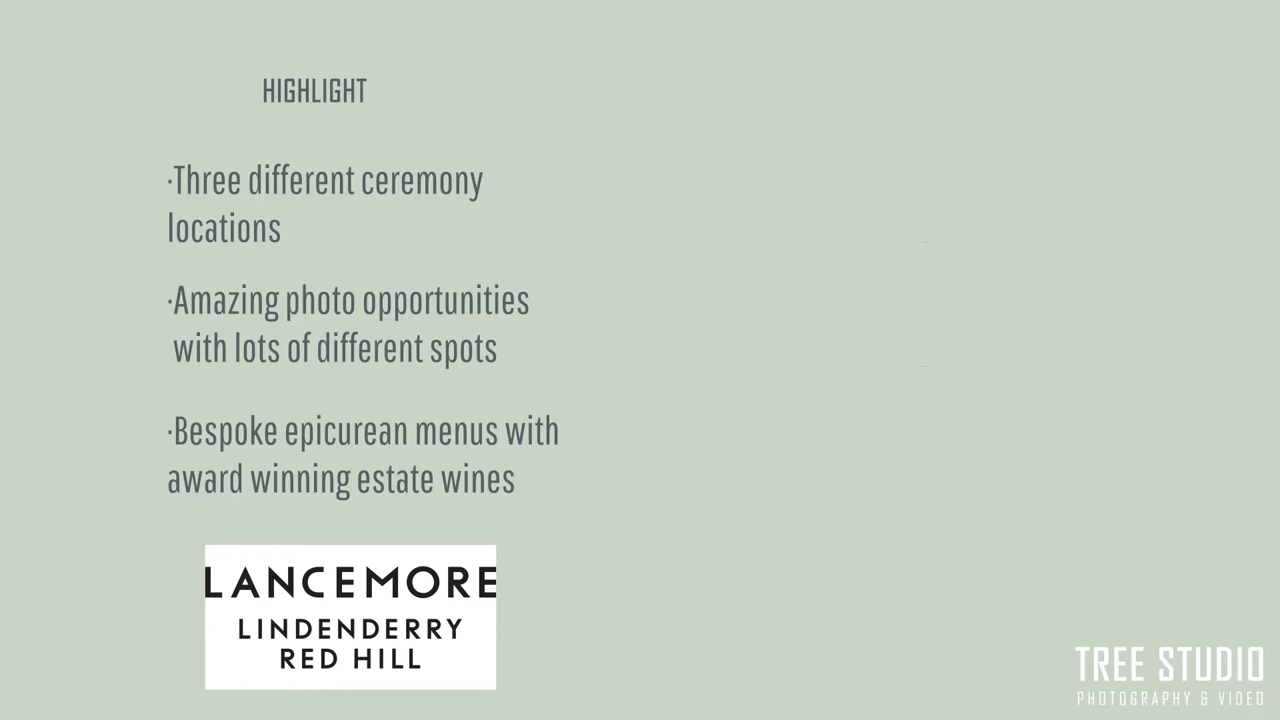 HIGHLIGHT
·Three different ceremony
locations
·Amazing photo opportunities
with lots of different spots
·Bespoke epicurean menus with
award winning estate wines
LANCEMORE
LINDENDERRY
RED HILL
TREE STUDIO
PHOTOGRAPHY & VIDEO